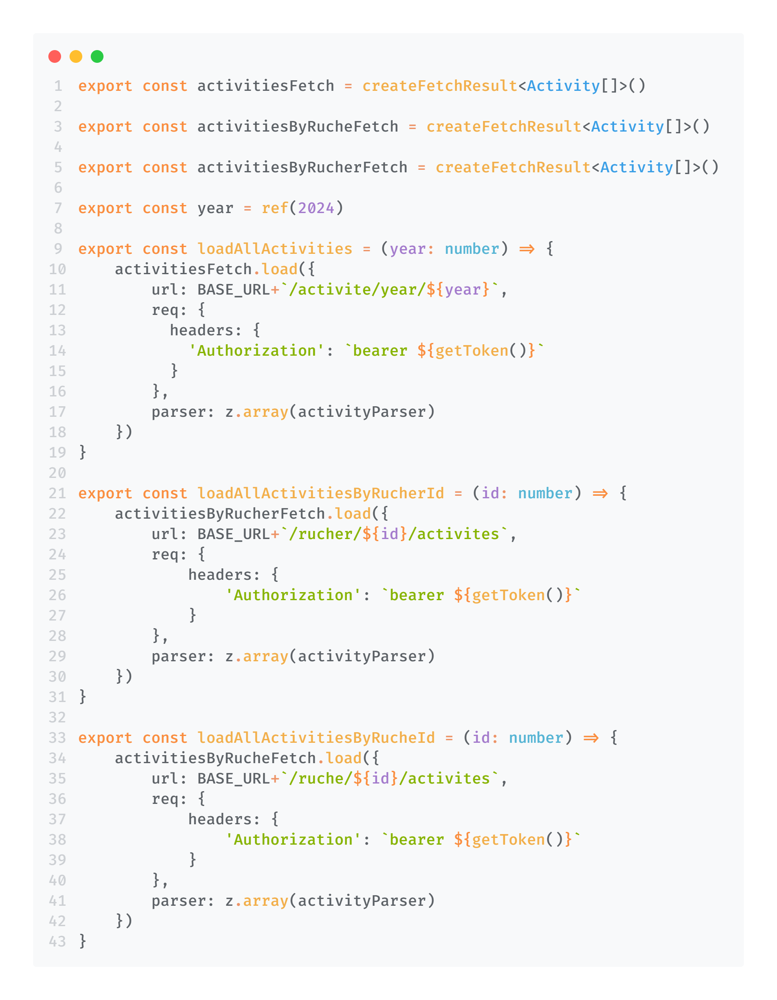 1 export const activitiesFetch = createFetchResult<Activity[]>()
2
3 export const activitiesByRucheFetch = createFetchResult<Activity[]>()
4
5 export const activitiesByRucherFetch = createFetchResult<Activity[]>()
6
7 export const year = ref(2024)
8
9 export const loadAllActivities = (year: number) => {
10     activitiesFetch.load({
11         url: BASE_URL+`/activite/year/${year}`,
12         req: {
13           headers: {
14             'Authorization': `bearer ${getToken()}`
15           }
16         },
17         parser: z.array(activityParser)
18     })
19 }
20
21 export const loadAllActivitiesByRucherId = (id: number) => {
22     activitiesByRucherFetch.load({
23         url: BASE_URL+`/rucher/${id}/activites`,
24         req: {
25             headers: {
26                 'Authorization': `bearer ${getToken()}`
27             }
28         },
29         parser: z.array(activityParser)
30     })
31 }
32
33 export const loadAllActivitiesByRucheId = (id: number) => {
34     activitiesByRucheFetch.load({
35         url: BASE_URL+`/ruche/${id}/activites`,
36         req: {
37             headers: {
38                 'Authorization': `bearer ${getToken()}`
39             }
40         },
41         parser: z.array(activityParser)
42     })
43 }